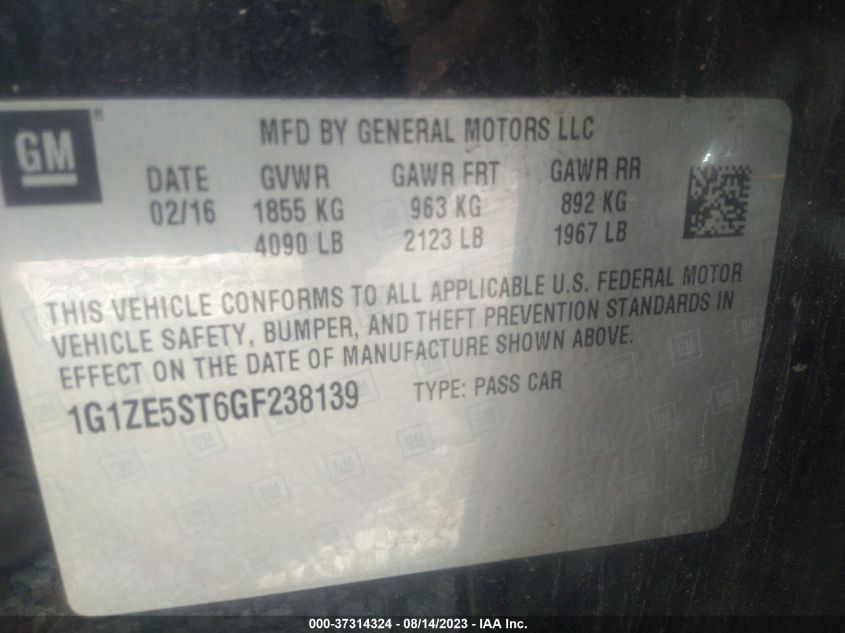 GM®
MFD BY GENERAL MOTORS LLC
DATE GVWR GAWR FRT GAWR RR
02/16 1855 KG 963 KG 892 KG
4090 LB 2123 LB 1967 LB
THIS VEHICLE CONFORMS TO ALL APPLICABLE U.S. FEDERAL MOTOR
VEHICLE SAFETY, BUMPER, AND THEFT PREVENTION STANDARDS IN
EFFECT ON THE DATE OF MANUFACTURE SHOWN ABOVE.
1G1ZE5ST6GF238139 TYPE: PASS CAR
000-37314324 - 08/14/2023 - IAA Inc.